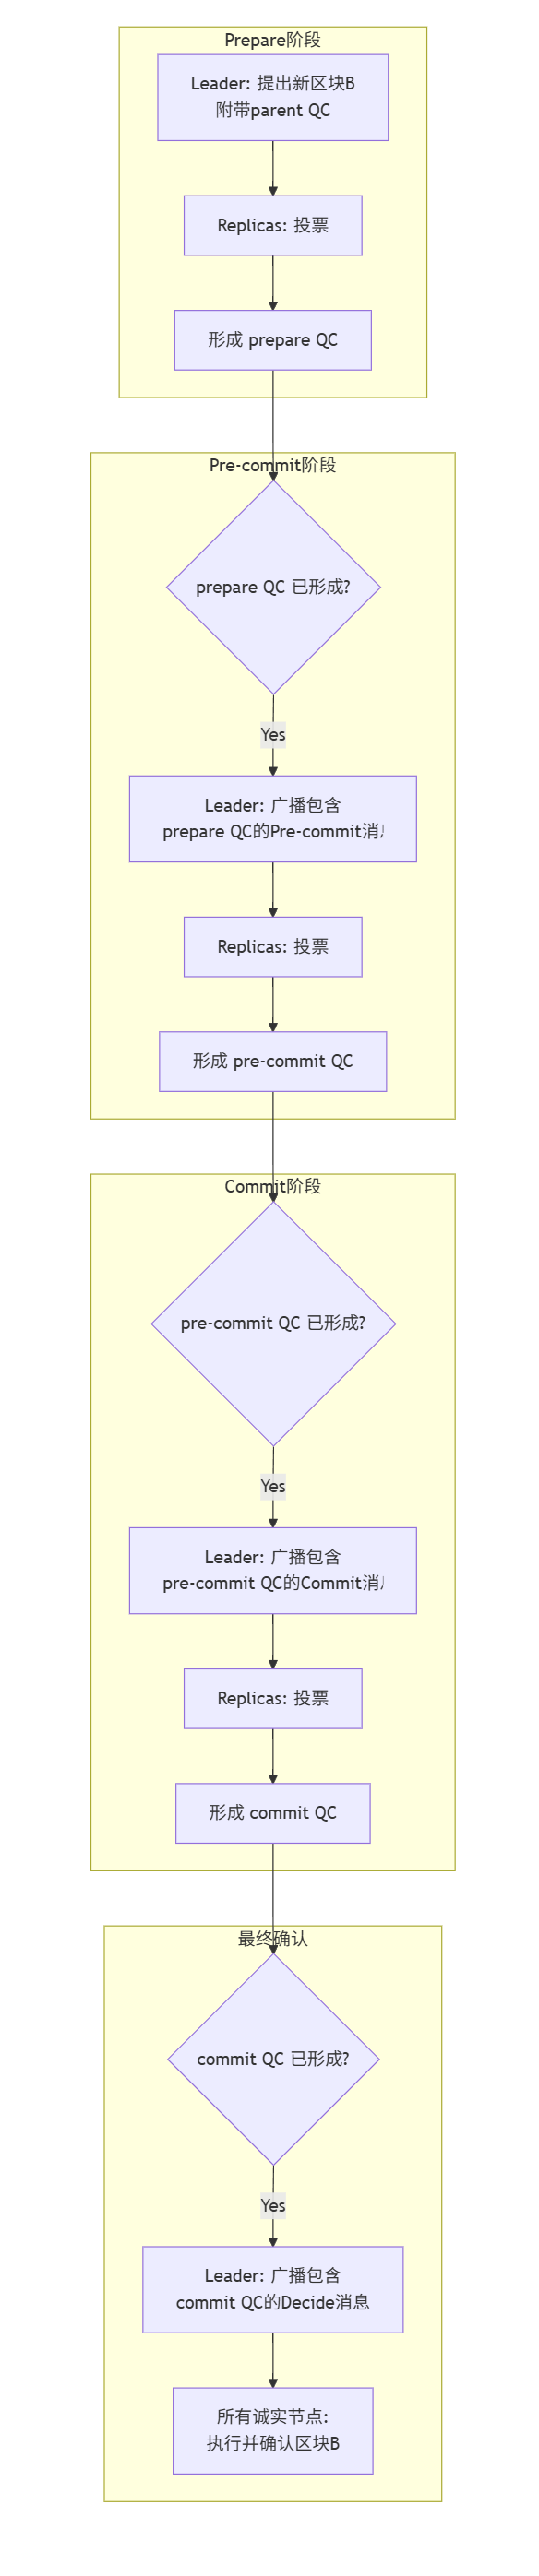 Prepare阶段
Leader: 提出新区块B
附带parent QC
Replicas: 投票
形成 prepare QC
Pre-commit阶段
prepare QC 已形成?
Yes
Leader: 广播包含
prepare QC的Pre-commit消
Replicas: 投票
形成 pre-commit QC
Commit阶段
pre-commit QC 已形成?
Yes
Leader: 广播包含
pre-commit QC的Commit消
Replicas: 投票
形成 commit QC
最终确认
commit QC 已形成?
Yes
Leader: 广播包含
commit QC的Decide消息
所有诚实节点:
执行并确认区块B